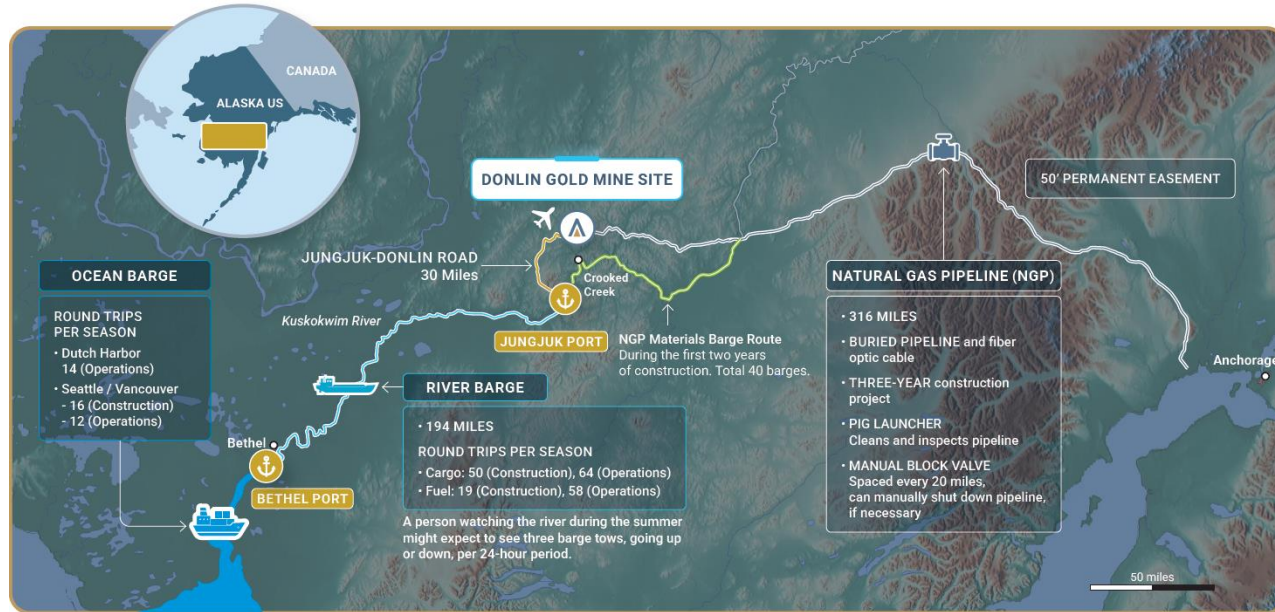 CANADA
ALASKA US
DONLIN GOLD MINE SITE
50' PERMANENT EASEMENT
JUNGJUK-DONLIN ROAD
30 Miles
Crooked
Creek
OCEAN BARGE
ROUND TRIPS
PER SEASON
• Dutch Harbor
14 (Operations)
• Seattle / Vancouver
- 16 (Construction)
- 12 (Operations)
Kuskokwim River
JUNGJUK PORT
NGP Materials Barge Route
During the first two years
of construction. Total 40 barges.
NATURAL GAS PIPELINE (NGP)
• 316 MILES
• BURIED PIPELINE and fiber
optic cable
• THREE-YEAR construction
project
• PIG LAUNCHER
Cleans and inspects pipeline
• MANUAL BLOCK VALVE
Spaced every 20 miles,
can manually shut down pipeline,
if necessary
Anchorage
RIVER BARGE
• 194 MILES
ROUND TRIPS PER SEASON
• Cargo: 50 (Construction), 64 (Operations)
• Fuel: 19 (Construction), 58 (Operations)
A person watching the river during the summer
might expect to see three barge tows, going up
or down, per 24-hour period.
Bethel
BETHEL PORT
50 miles